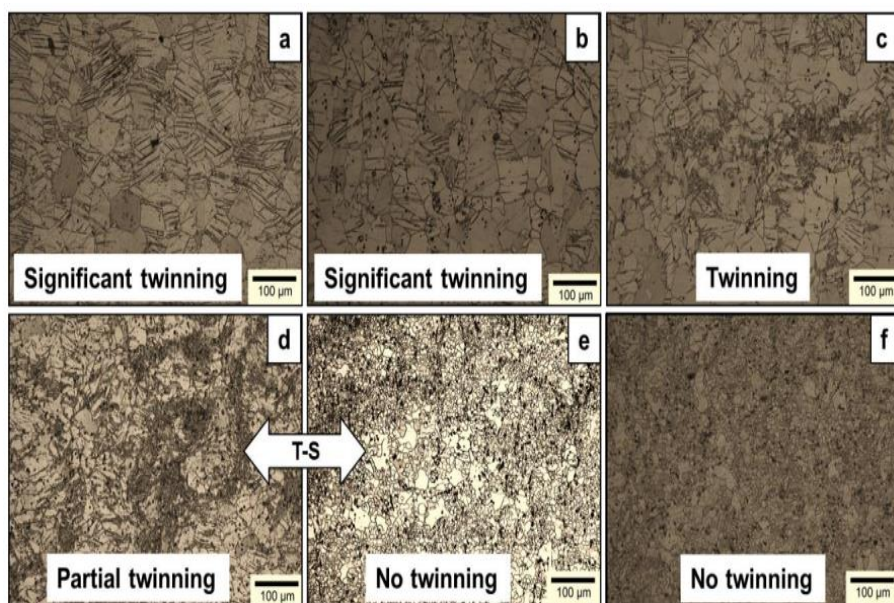 a
Significant twinning
100 µm
b
Significant twinning
100 µm
c
Twinning
100 µm
d
Partial twinning
100 µm
T-S
e
No twinning
100 µm
f
No twinning
100 µm